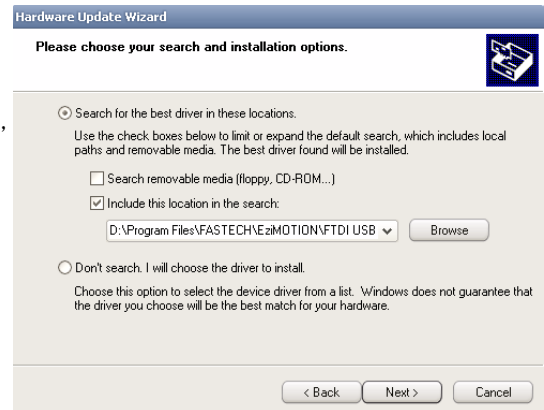 Hardware Update Wizard
Please choose your search and installation options.
,
Search for the best driver in these locations.
Use the check boxes below to limit or expand the default search, which includes local
paths and removable media. The best driver found will be installed.
Search removable media (floppy, CD-ROM...)
Include this location in the search:
D:\Program Files\FASTECH\EziMOTION\FTDI USB
Browse
Don't search. I will choose the driver to install.
Choose this option to select the device driver from a list. Windows does not guarantee that
the driver you choose will be the best match for your hardware.
< Back Next > Cancel